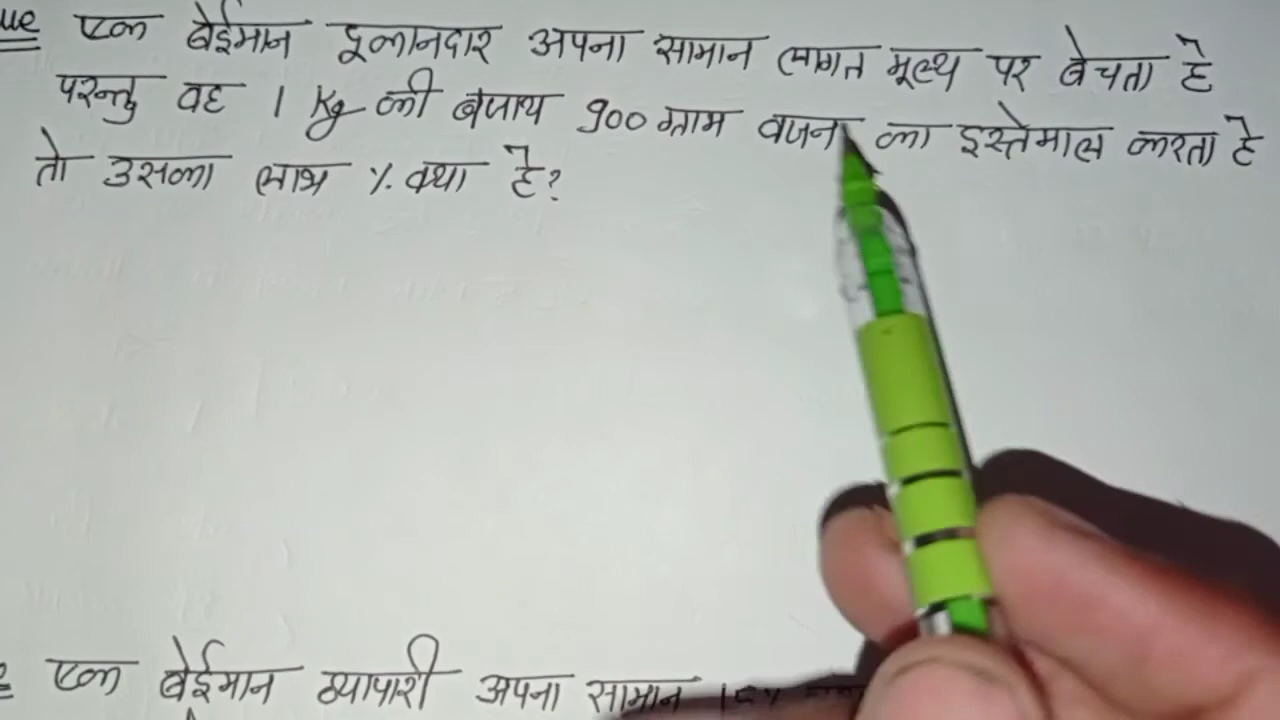 Que एक बेईमान दूकानदार अपना सामान लागत मूल्य पर बेचता है
परन्तु वह 1 Kg की बजाय 900 ग्राम वजन का इस्तेमाल करता है
तो उसका लाभ % क्या है?
एक बेईमान व्यापारी अपना सामान